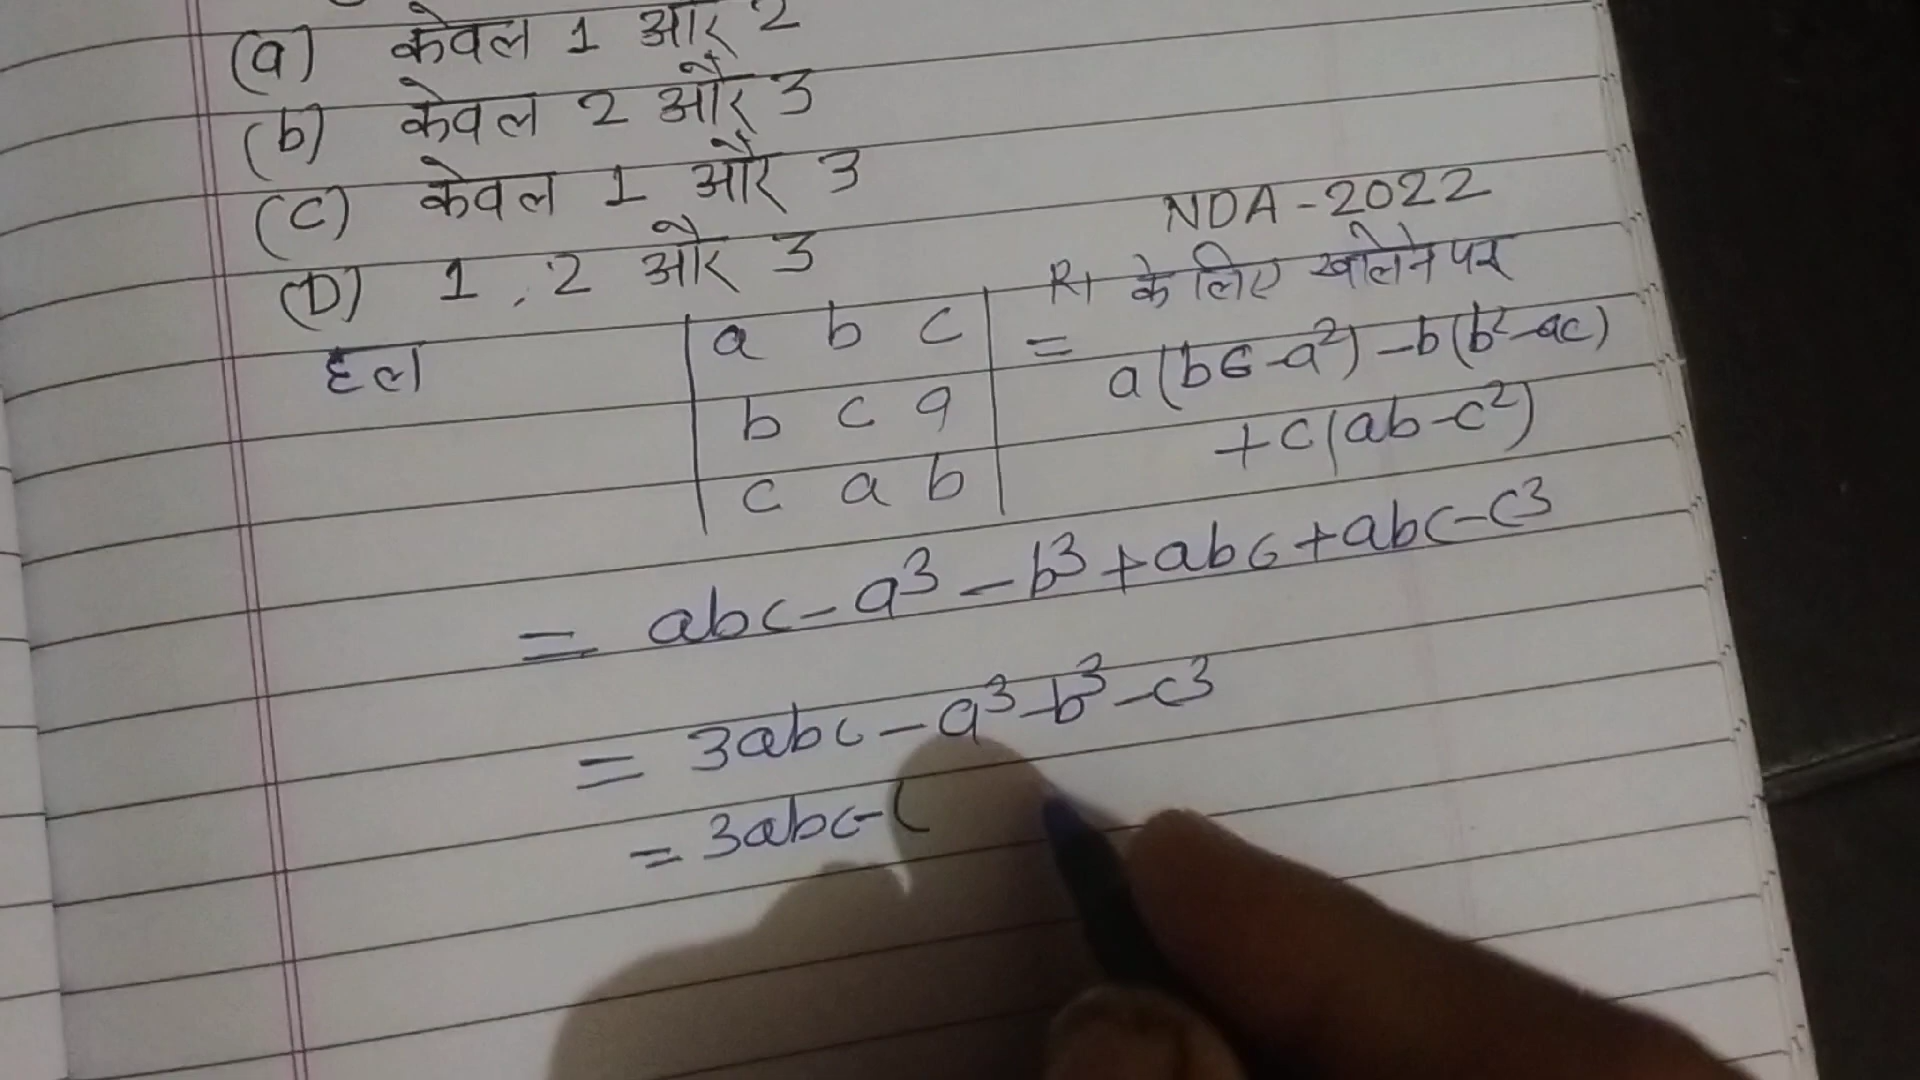 (a) केवल 1 और 2
(b) केवल 2 और 3
(C) केवल 1 और 3
(D) 1, 2 और 3
NDA-2022
R1 के लिए खोलने पर
हल
a b c
b c a
c a b
= a(bc-a²)-b(b²-ac)
+c(ab-c²)
= abc-a³-b³+abc+abc-c³
= 3abc-a³-b³-c³
= 3abc-(